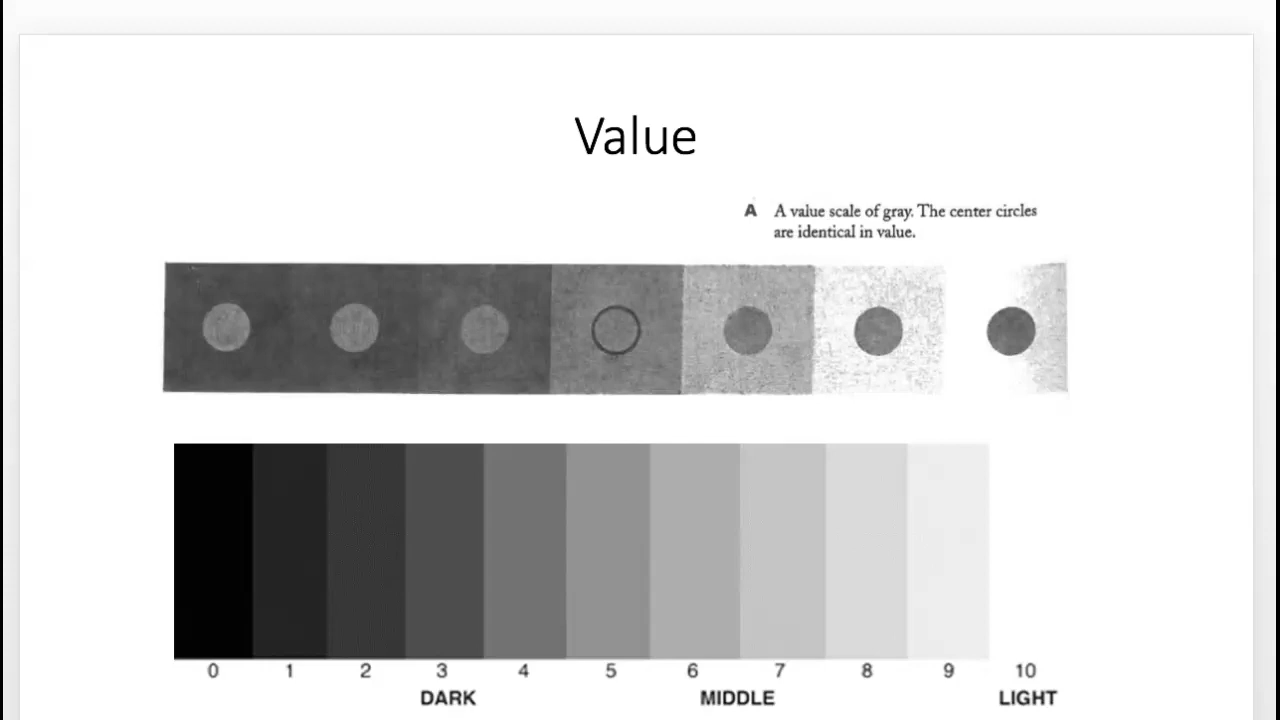 Value
A A value scale of gray. The center circles
are identical in value.
0 1 2 3 4 5 6 7 8 9 10
DARK MIDDLE LIGHT